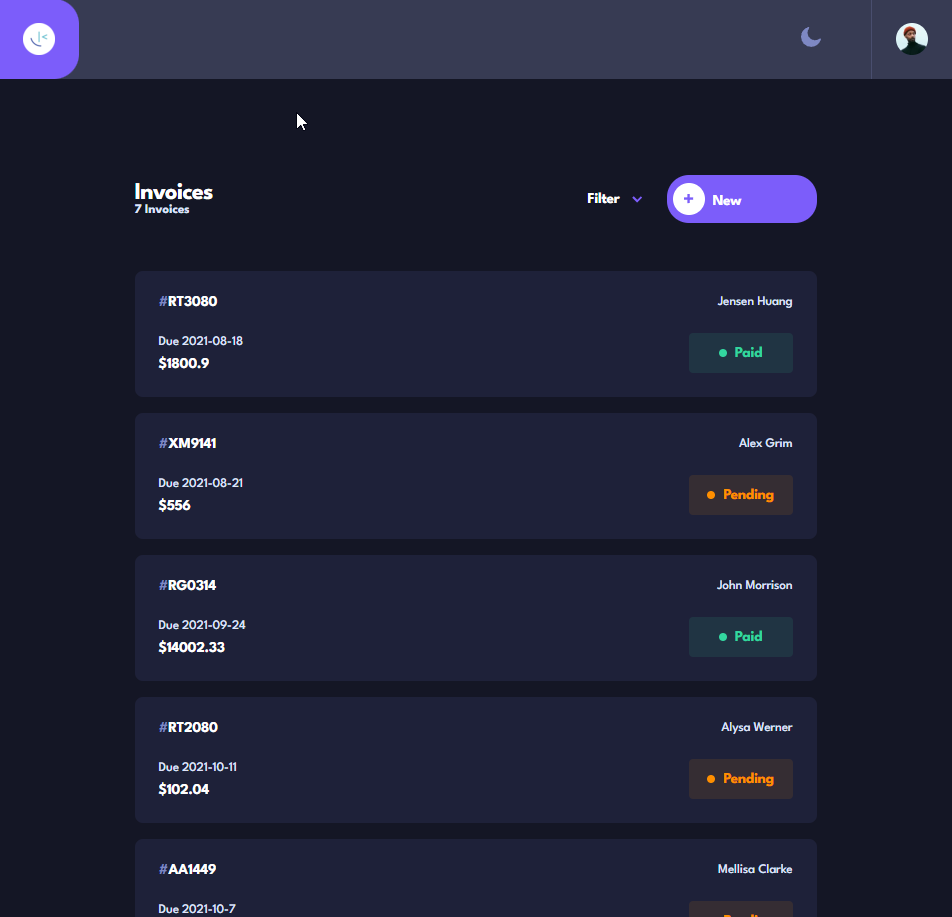 Invoices
7 Invoices
Filter
+ New
#RT3080
Jensen Huang
Due 2021-08-18
$1800.9
Paid
#XM9141
Alex Grim
Due 2021-08-21
$556
Pending
#RG0314
John Morrison
Due 2021-09-24
$14002.33
Paid
#RT2080
Alysa Werner
Due 2021-10-11
$102.04
Pending
#AA1449
Mellisa Clarke
Due 2021-10-7